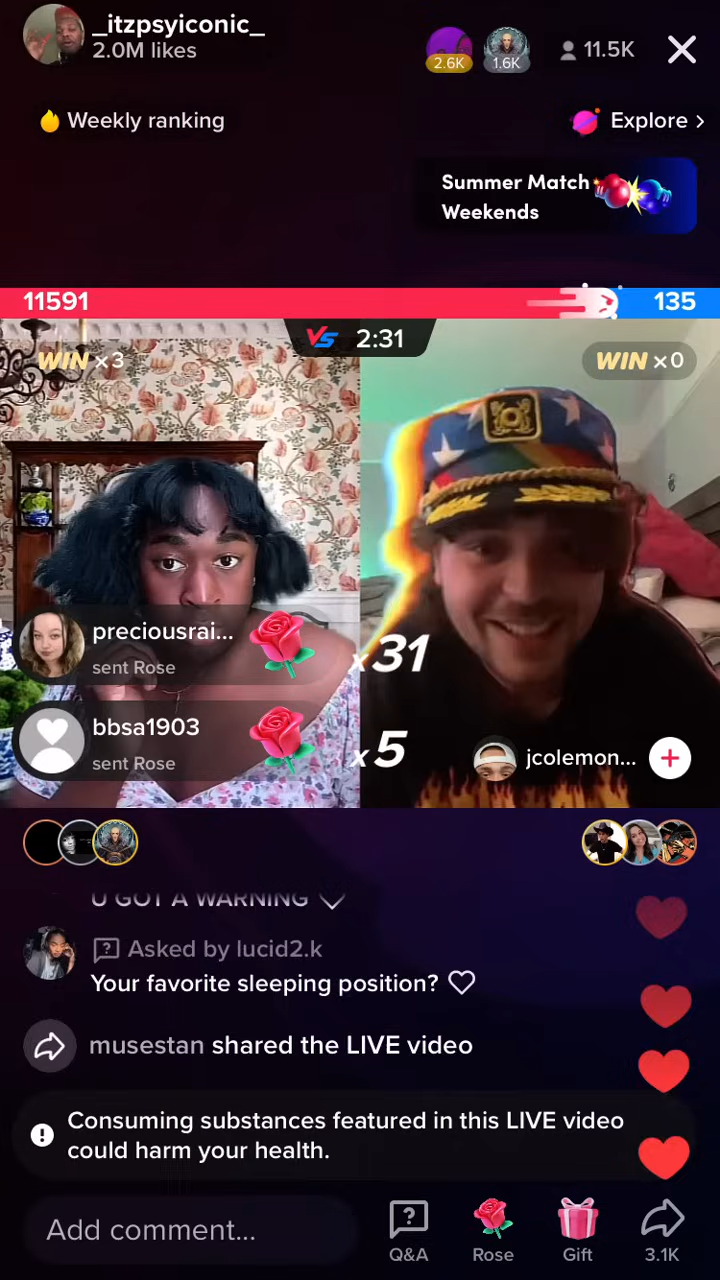 _itzpsyiconic_
2.0M likes
2.6K
1.6K
11.5K
Weekly ranking
Explore >
Summer Match
Weekends
11591
135
VS 2:31
WIN x3
WIN x0
preciousrai...
sent Rose
x31
bbsa1903
sent Rose
x5
jcolemon...
U GOT A WARNING
Asked by lucid2.k
Your favorite sleeping position?
musestan shared the LIVE video
Consuming substances featured in this LIVE video
could harm your health.
Add comment...
Q&A
Rose
Gift
3.1K